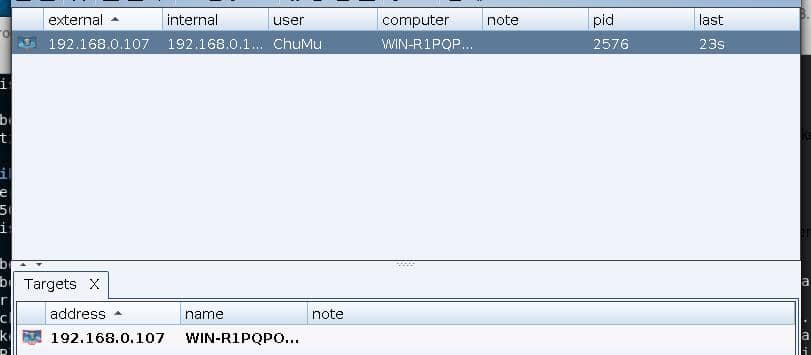 external internal user computer note pid last
192.168.0.107 192.168.0.1... ChuMu WIN-R1PQP... 2576 23s
Targets X
address name note
192.168.0.107 WIN-R1PQPO...